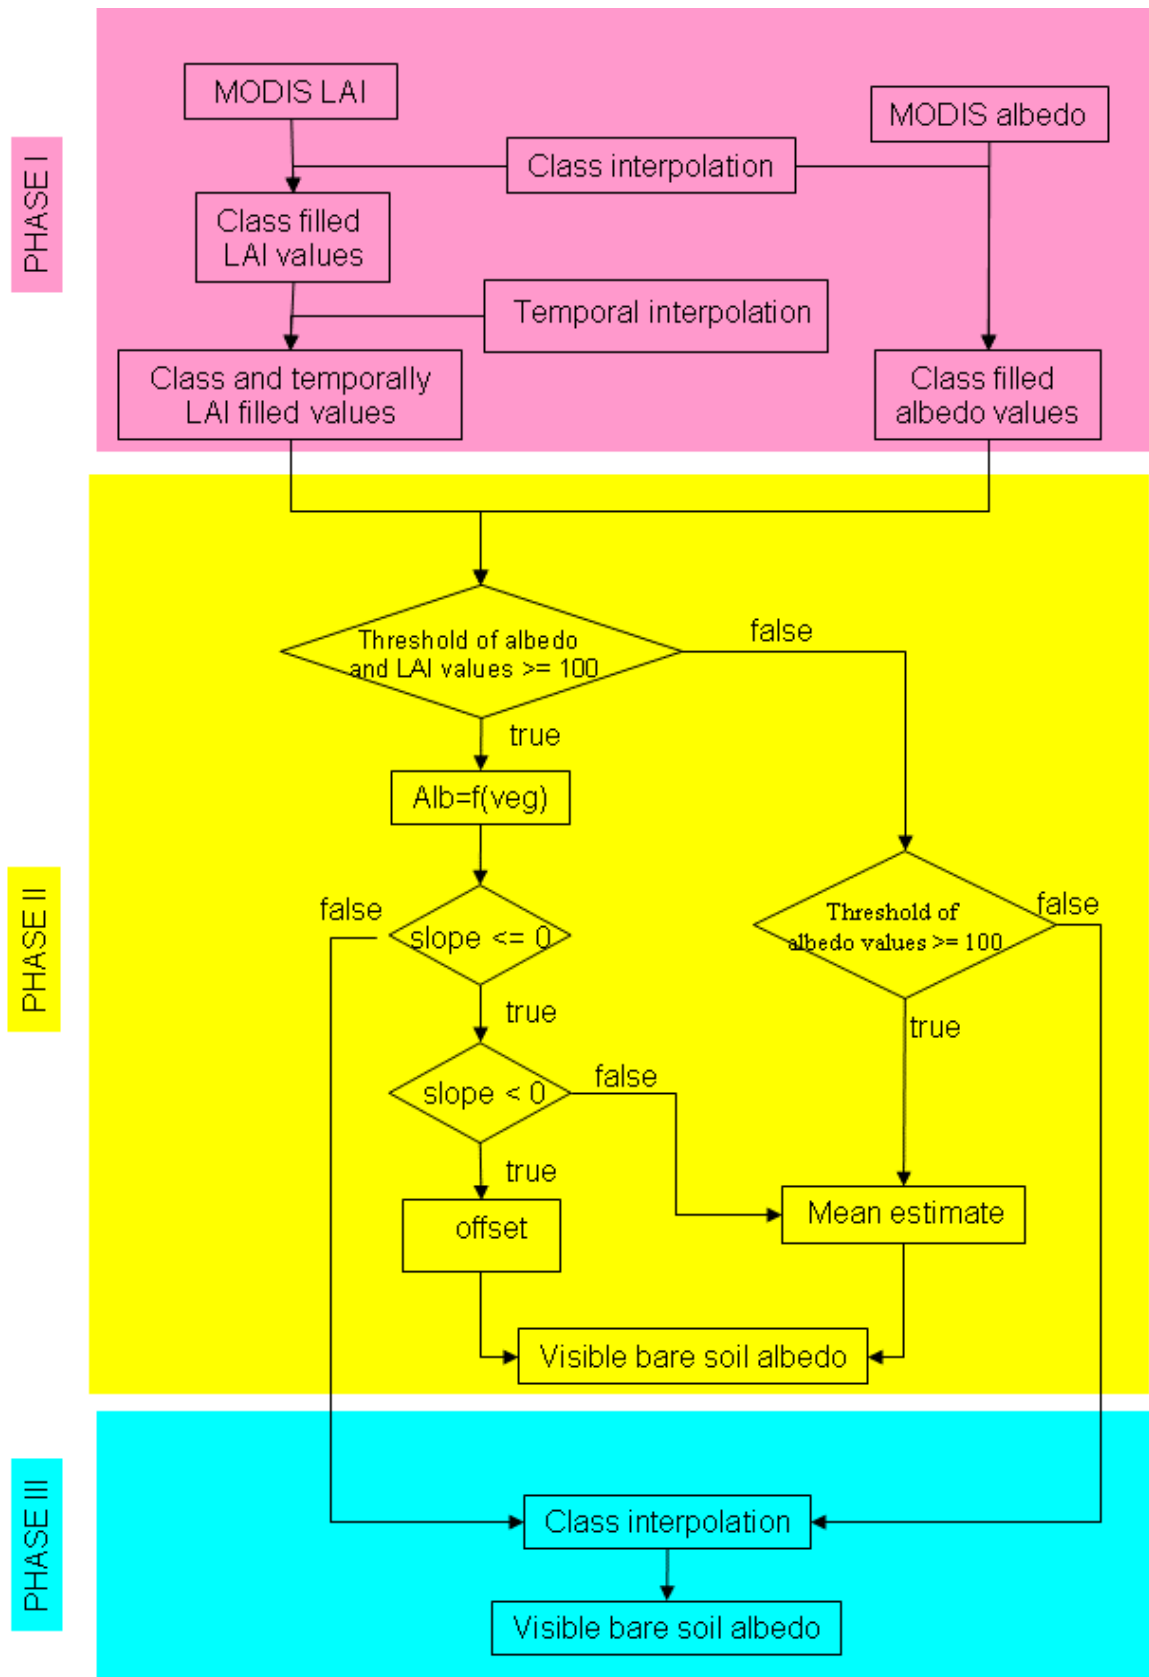 PHASE I
MODIS LAI
MODIS albedo
Class interpolation
Class filled
LAI values
Temporal interpolation
Class and temporally
LAI filled values
Class filled
albedo values
PHASE II
Threshold of albedo
and LAI values >= 100
false
true
Alb=f(veg)
false
slope <= 0
Threshold of
albedo values >= 100
false
true
true
slope < 0
false
true
offset
Mean estimate
Visible bare soil albedo
PHASE III
Class interpolation
Visible bare soil albedo